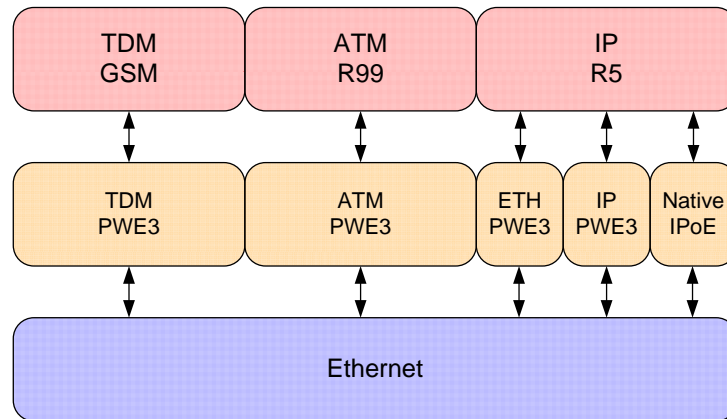 TDM
GSM
ATM
R99
IP
R5
TDM
PWE3
ATM
PWE3
ETH
PWE3
IP
PWE3
Native
IPoE
Ethernet